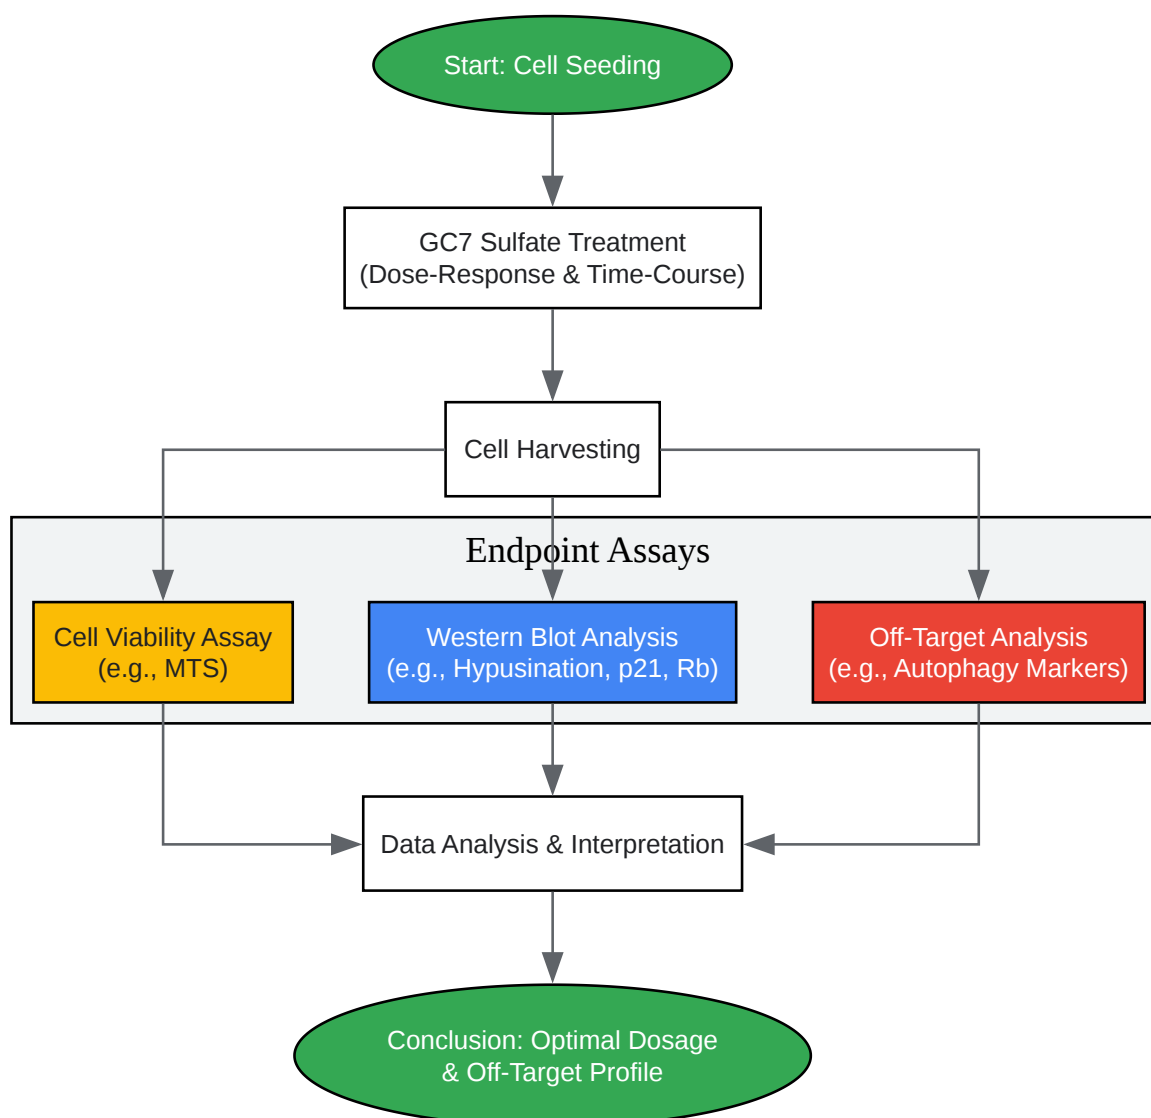 Start: Cell Seeding
GC7 Sulfate Treatment
(Dose-Response & Time-Course)
Cell Harvesting
Endpoint Assays
Cell Viability Assay
(e.g., MTS)
Western Blot Analysis
(e.g., Hypusination, p21, Rb)
Off-Target Analysis
(e.g., Autophagy Markers)
Data Analysis & Interpretation
Conclusion: Optimal Dosage
& Off-Target Profile